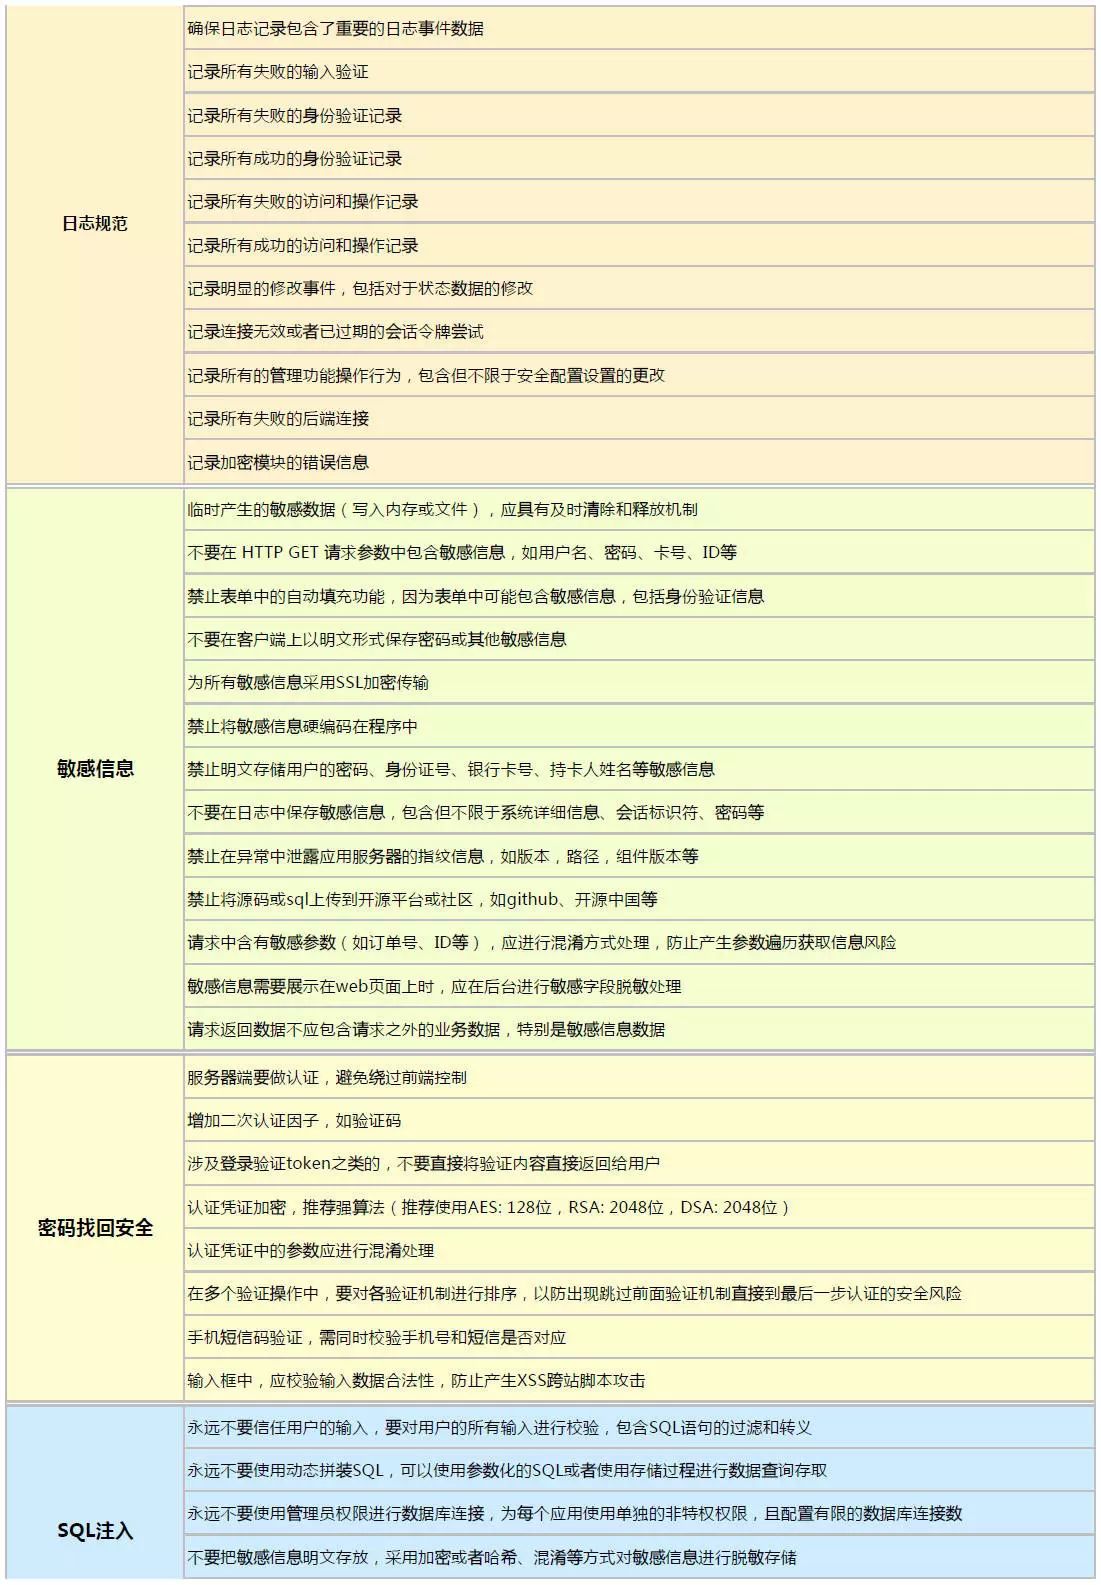 日志规范
确保日志记录包含了重要的日志事件数据
记录所有失败的输入验证
记录所有失败的身份验证记录
记录所有成功的身份验证记录
记录所有失败的访问和操作记录
记录所有成功的访问和操作记录
记录明显的修改事件，包括对于状态数据的修改
记录连接无效或者已过期的会话令牌尝试
记录所有的管理功能操作行为，包含但不限于安全配置设置的更改
记录所有失败的后端连接
记录加密模块的错误信息
敏感信息
临时产生的敏感数据（写入内存或文件），应具有及时清除和释放机制
不要在 HTTP GET 请求参数中包含敏感信息，如用户名、密码、卡号、ID等
禁止表单中的自动填充功能，因为表单中可能包含敏感信息，包括身份验证信息
不要在客户端上以明文形式保存密码或其他敏感信息
为所有敏感信息采用SSL加密传输
禁止将敏感信息硬编码在程序中
禁止明文存储用户的密码、身份证号、银行卡号、持卡人姓名等敏感信息
不要在日志中保存敏感信息，包含但不限于系统详细信息、会话标识符、密码等
禁止在异常中泄露应用服务器的指纹信息，如版本，路径，组件版本等
禁止将源码或sql上传到开源平台或社区，如github、开源中国等
请求中含有敏感参数（如订单号、ID等），应进行混淆方式处理，防止产生参数遍历获取信息风险
敏感信息需要展示在web页面上时，应在后台进行敏感字段脱敏处理
请求返回数据不应包含请求之外的业务数据，特别是敏感信息数据
密码找回安全
服务器端要做认证，避免绕过前端控制
增加二次认证因子，如验证码
涉及登录验证token之类的，不要直接将验证内容直接返回给用户
认证凭证加密，推荐强算法（推荐使用AES: 128位，RSA: 2048位，DSA: 2048位）
认证凭证中的参数应进行混淆处理
在多个验证操作中，要对各验证机制进行排序，以防出现跳过前面验证机制直接到最后一步认证的安全风险
手机短信码验证，需同时校验手机号和短信是否对应
输入框中，应校验输入数据合法性，防止产生XSS跨站脚本攻击
SQL注入
永远不要信任用户的输入，要对用户的所有输入进行校验，包含SQL语句的过滤和转义
永远不要使用动态拼装SQL，可以使用参数化的SQL或者使用存储过程进行数据查询存取
永远不要使用管理员权限进行数据库连接，为每个应用使用单独的非特权权限，且配置有限的数据库连接数
不要把敏感信息明文存放，采用加密或者哈希、混淆等方式对敏感信息进行脱敏存储